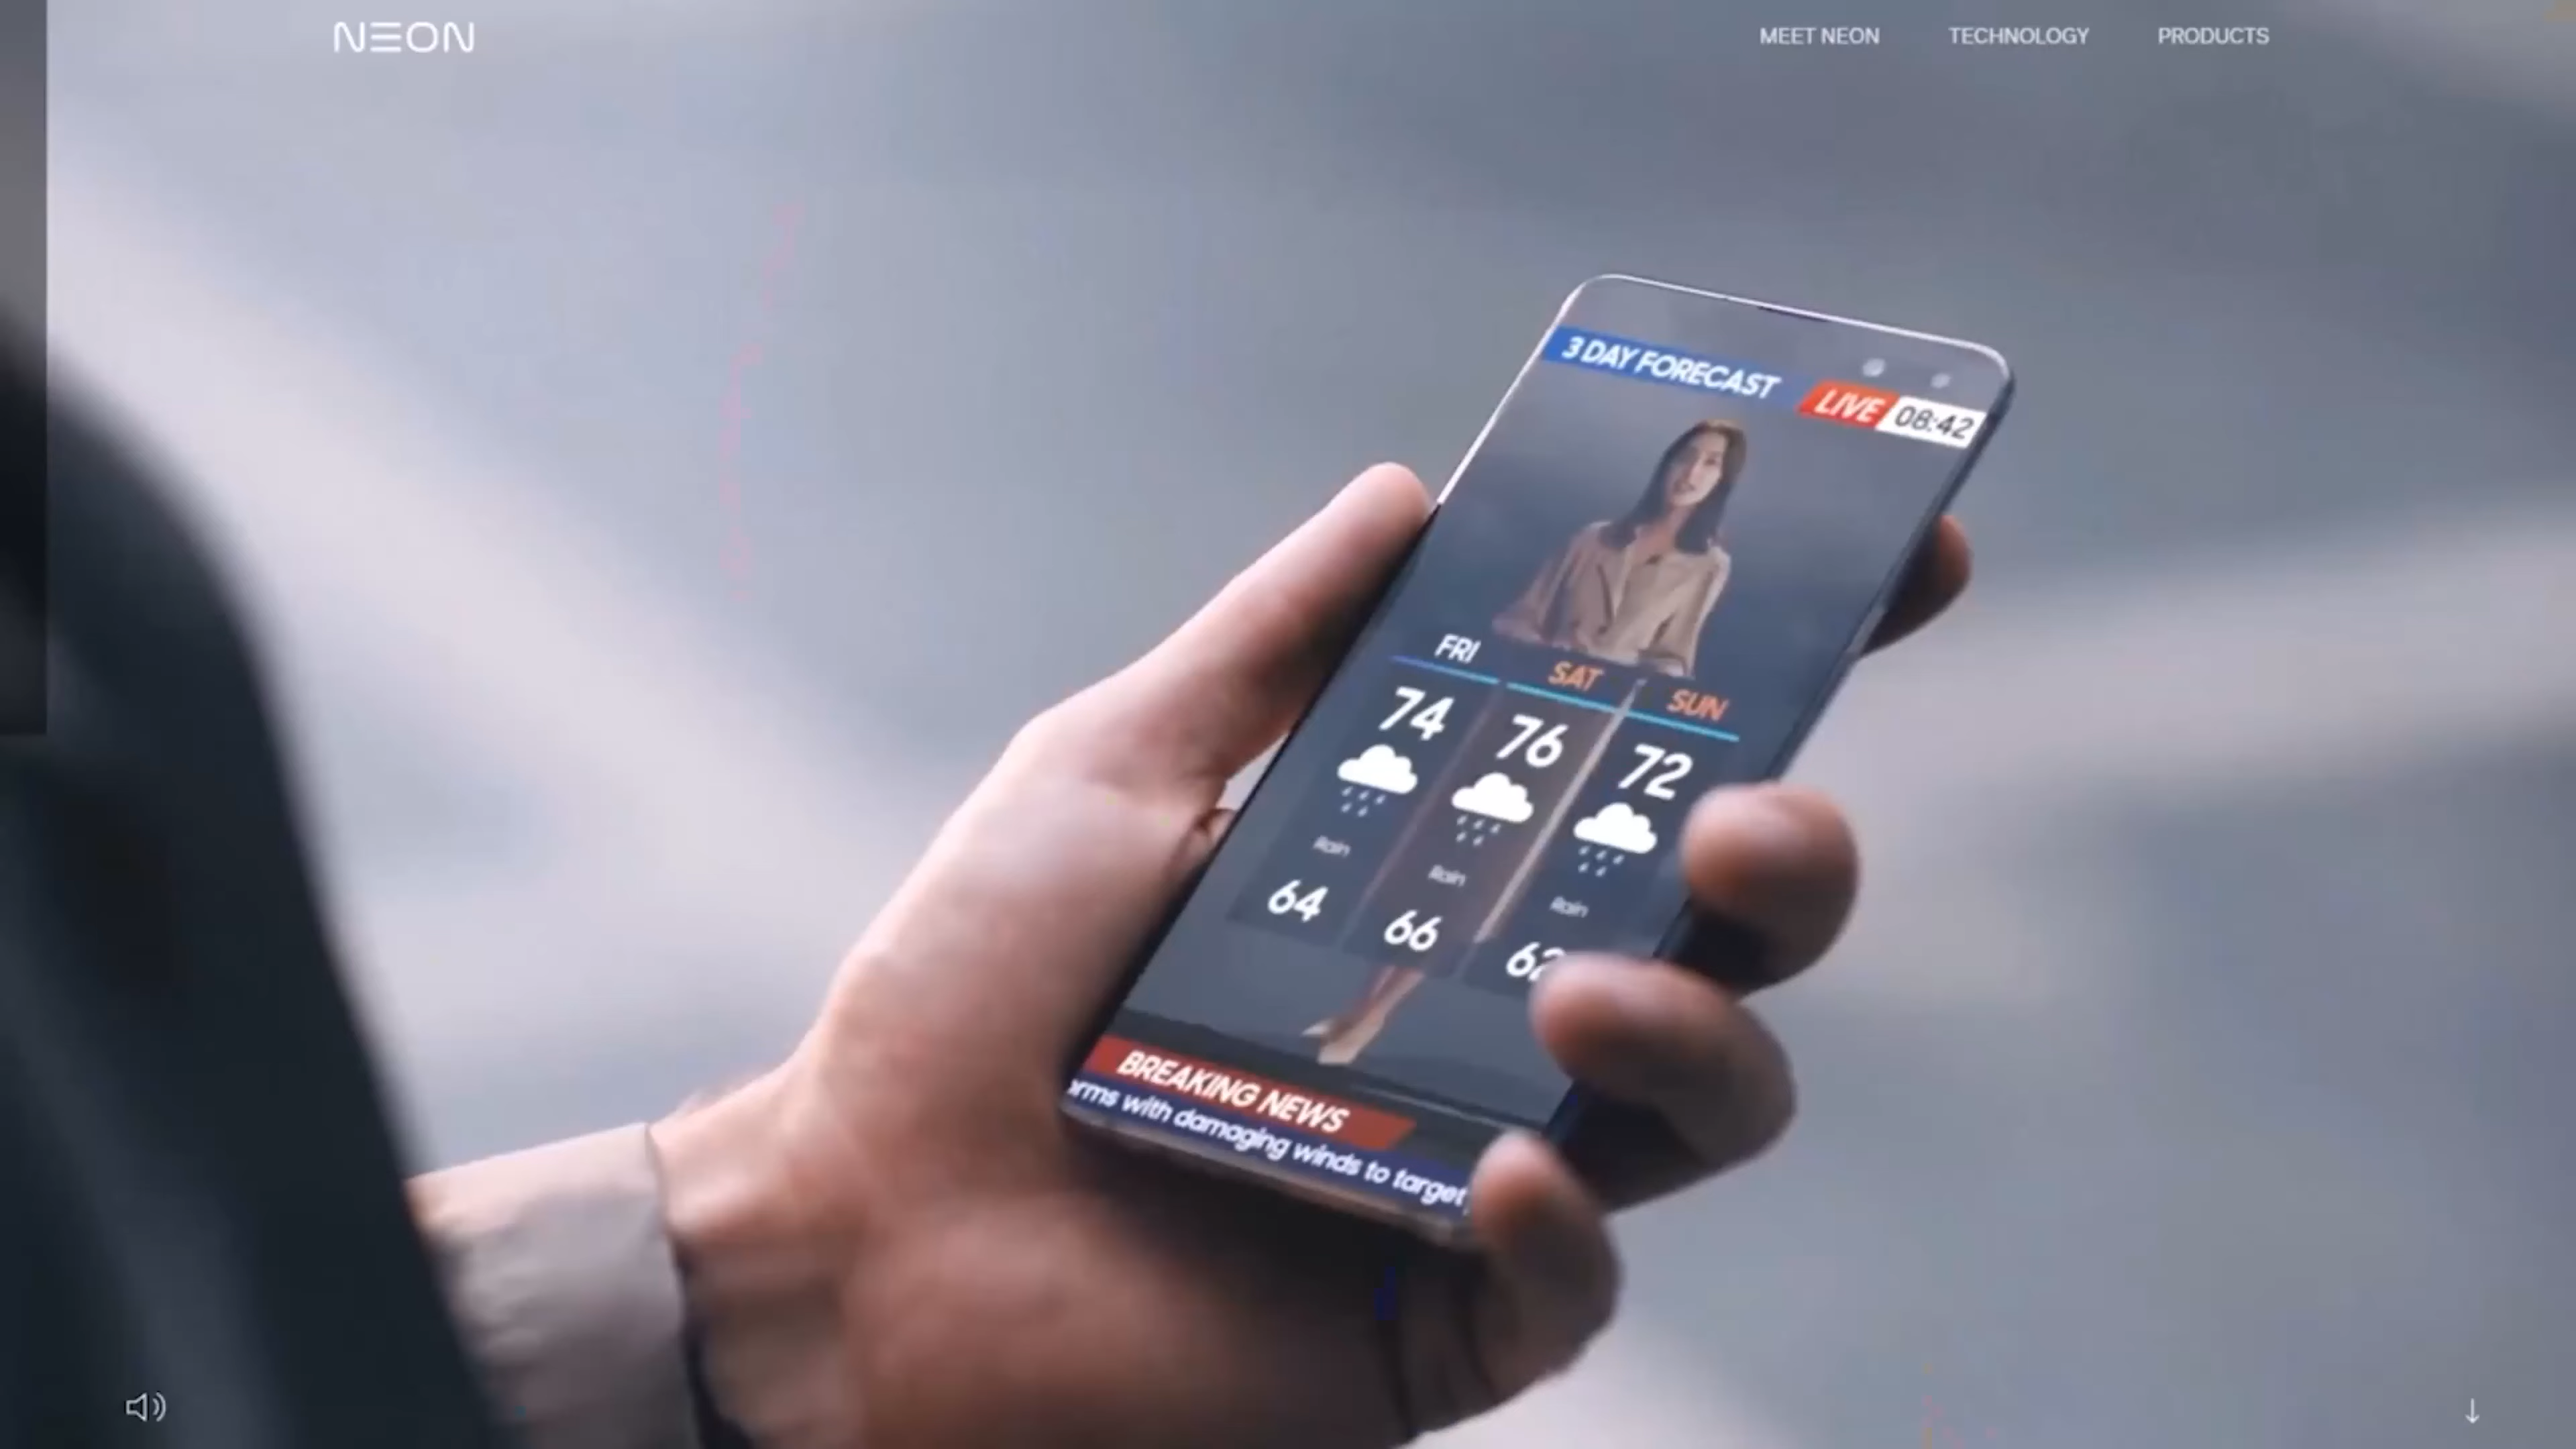 NEON
MEET NEON
TECHNOLOGY
PRODUCTS
3 DAY FORECAST
LIVE 08:42
FRI SAT SUN
74 76 72
Rain Rain Rain
64 66
BREAKING NEWS
with damaging winds to target